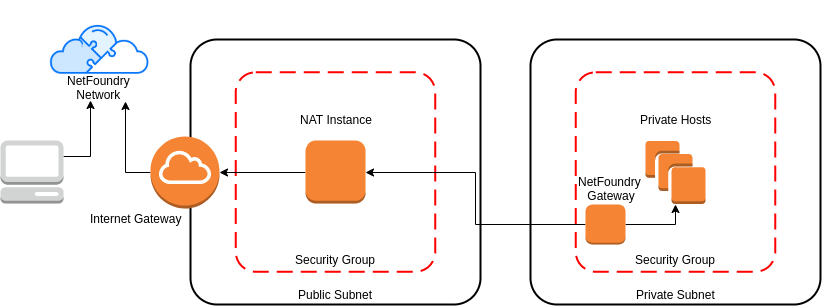 NetFoundry
Network
Internet Gateway
NAT Instance
Security Group
Public Subnet
Private Hosts
NetFoundry
Gateway
Security Group
Private Subnet